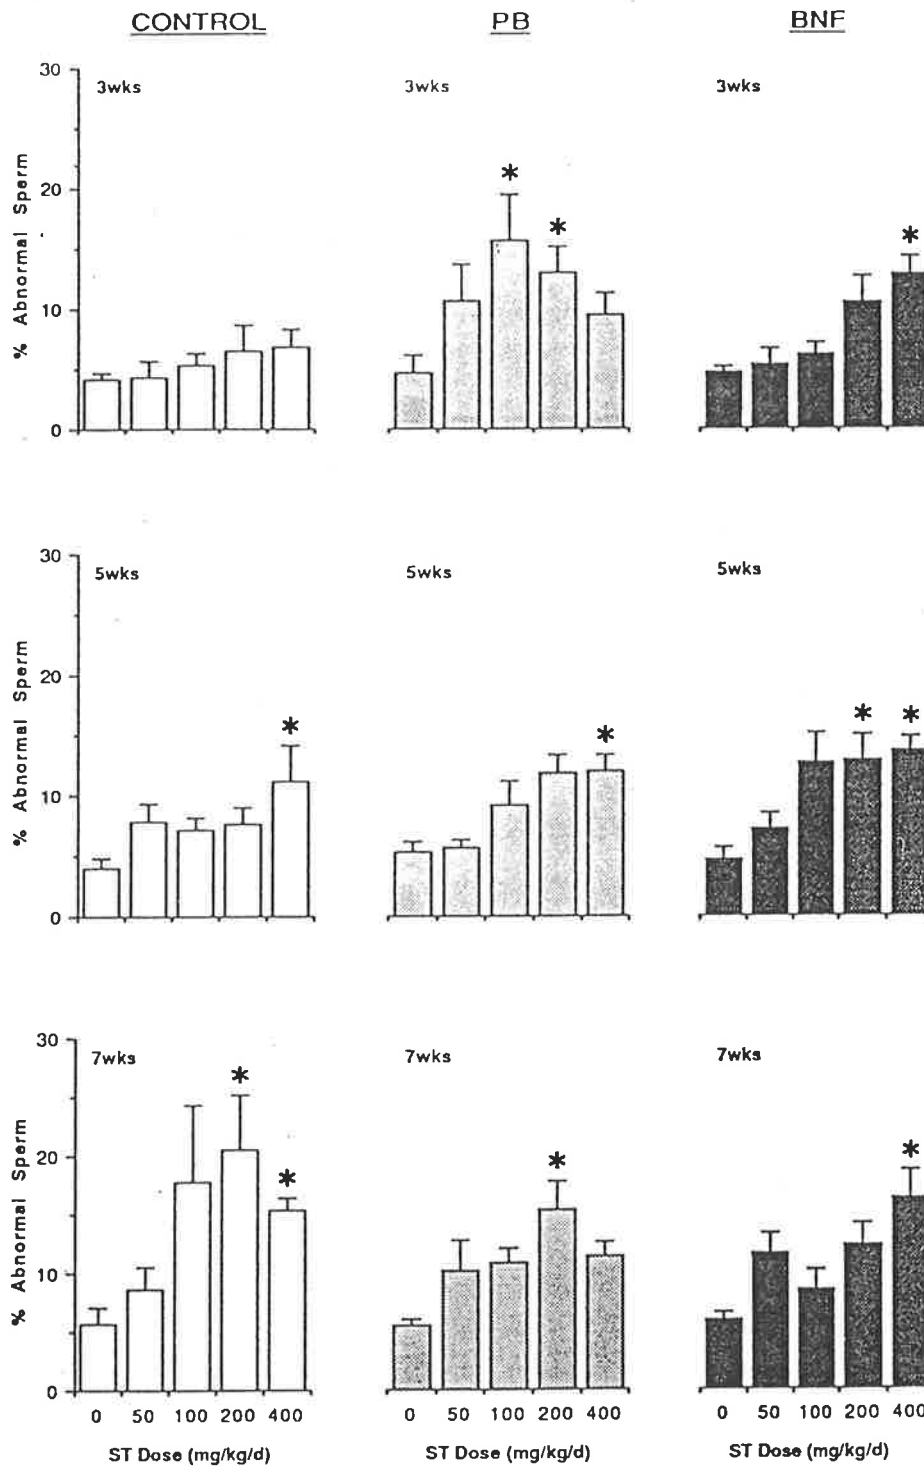 CONTROL PB BNF
30
3wks 3wks 3wks
*
20
*
*
% Abnormal Sperm
10
0
30
5wks 5wks 5wks
20
* * * *
% Abnormal Sperm
10
0
30
7wks 7wks 7wks
*
* *
*
20
% Abnormal Sperm
10
0
0 50 100 200 400 0 50 100 200 400 0 50 100 200 400
ST Dose (mg/kg/d) ST Dose (mg/kg/d) ST Dose (mg/kg/d)